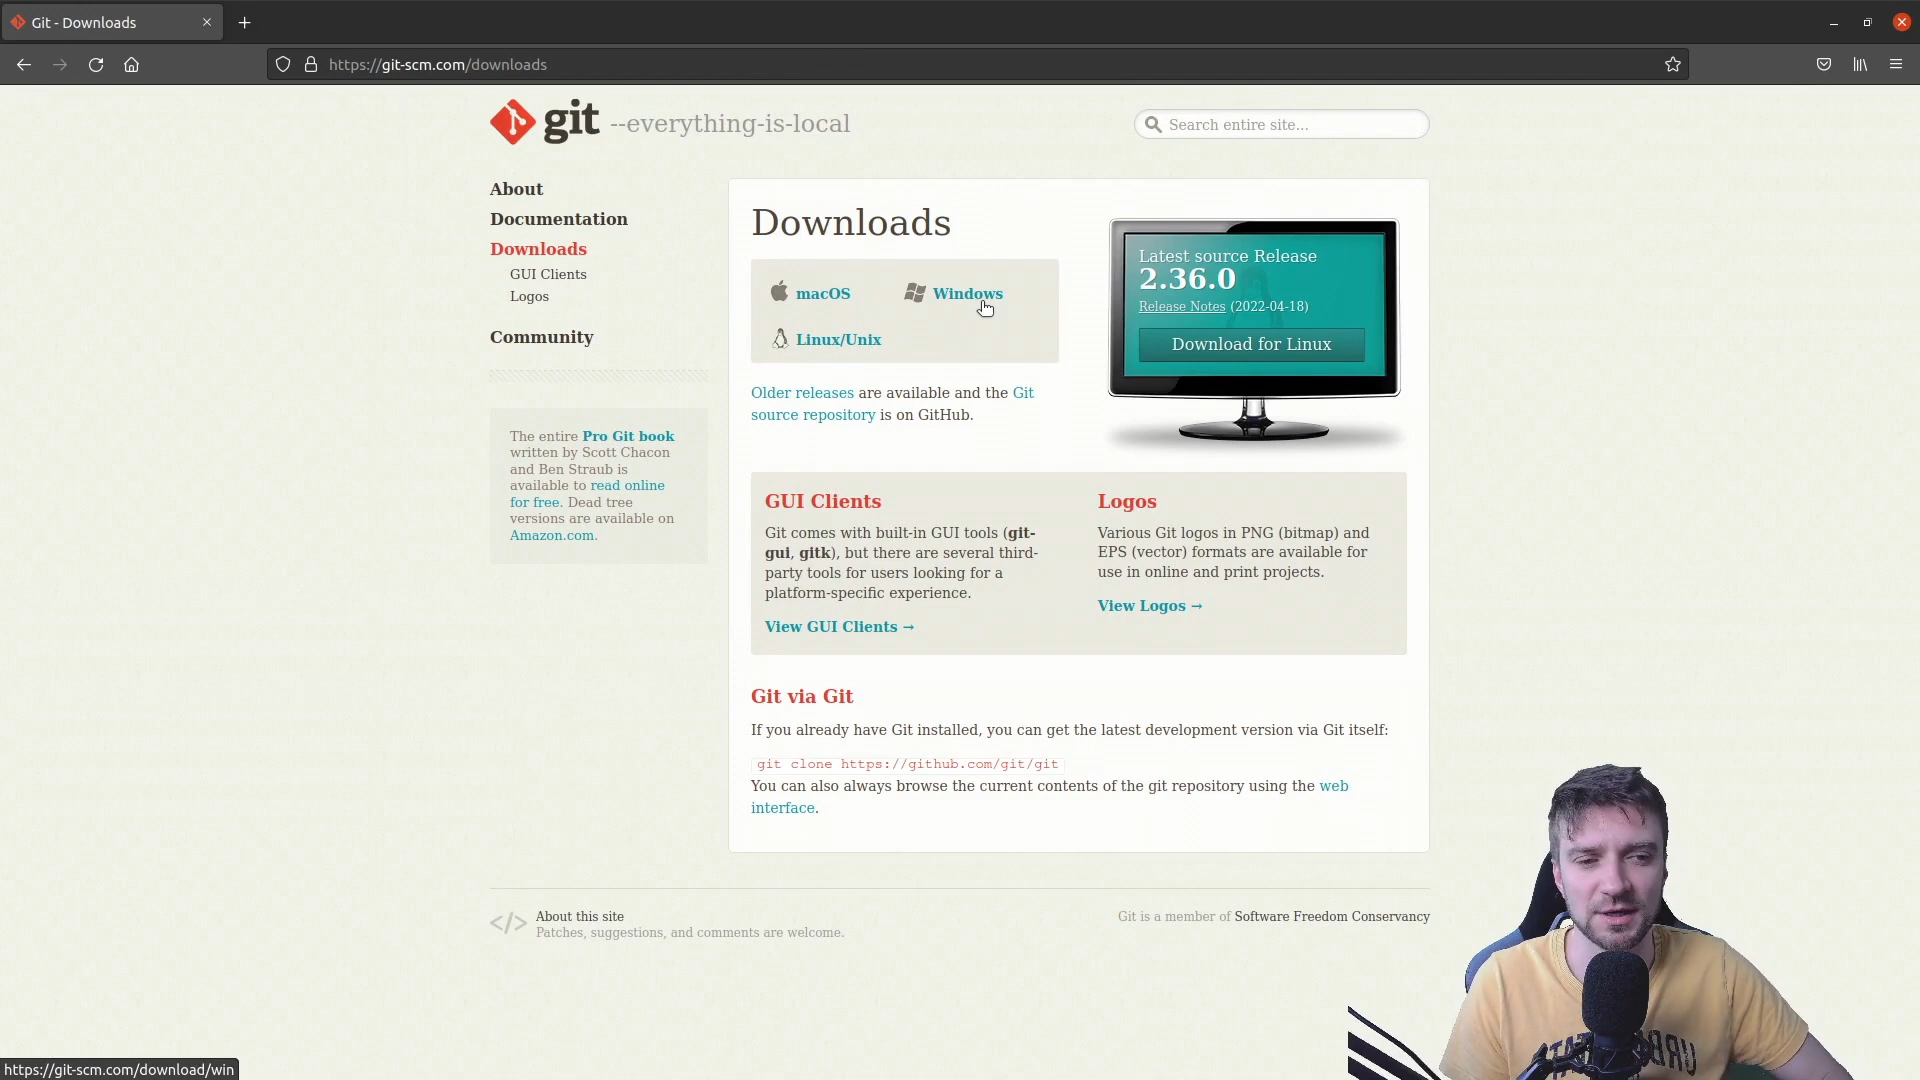 Git - Downloads
https://git-scm.com/downloads
git --everything-is-local
Search entire site...
About
Documentation
Downloads
GUI Clients
Logos
Community
The entire Pro Git book
written by Scott Chacon
and Ben Straub is
available to read online
for free. Dead tree
versions are available on
Amazon.com.
Downloads
macOS
Windows
Linux/Unix
Older releases are available and the Git
source repository is on GitHub.
Latest source Release
2.36.0
Release Notes (2022-04-18)
Download for Linux
GUI Clients
Git comes with built-in GUI tools (git-
gui, gitk), but there are several third-
party tools for users looking for a
platform-specific experience.
View GUI Clients →
Logos
Various Git logos in PNG (bitmap) and
EPS (vector) formats are available for
use in online and print projects.
View Logos →
Git via Git
If you already have Git installed, you can get the latest development version via Git itself:
git clone https://github.com/git/git
You can also always browse the current contents of the git repository using the web
interface.
</> About this site
Patches, suggestions, and comments are welcome.
Git is a member of Software Freedom Conservancy
https://git-scm.com/download/win